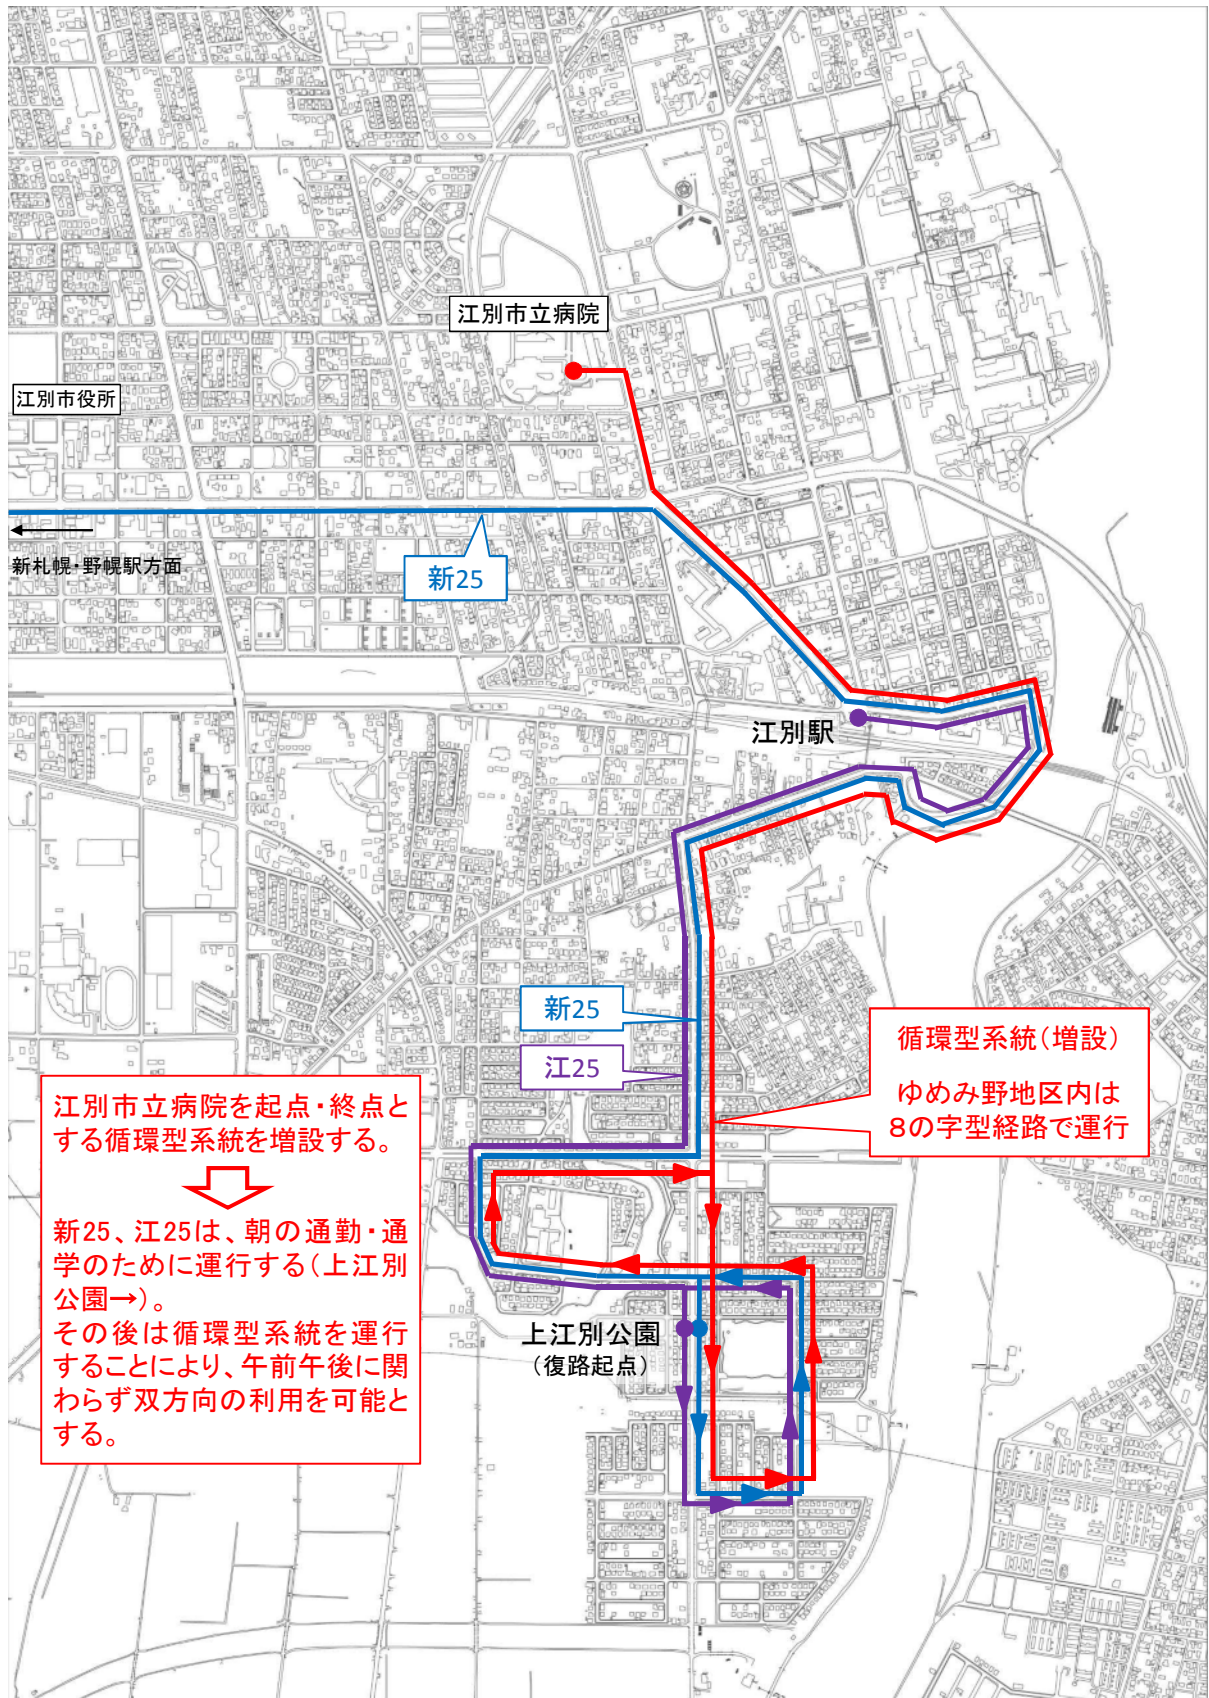 江別市立病院
江別市役所
新札幌・野幌駅方面
新25
江別駅
新25
江25
循環型系統(増設)
ゆめみ野地区内は
8の字型経路で運行
江別市立病院を起点・終点と
する循環型系統を増設する。
新25、江25は、朝の通勤・通
学のために運行する(上江別
公園→)。
その後は循環型系統を運行
することにより、午前午後に関
わらず双方向の利用を可能と
する。
上江別公園
(復路起点)